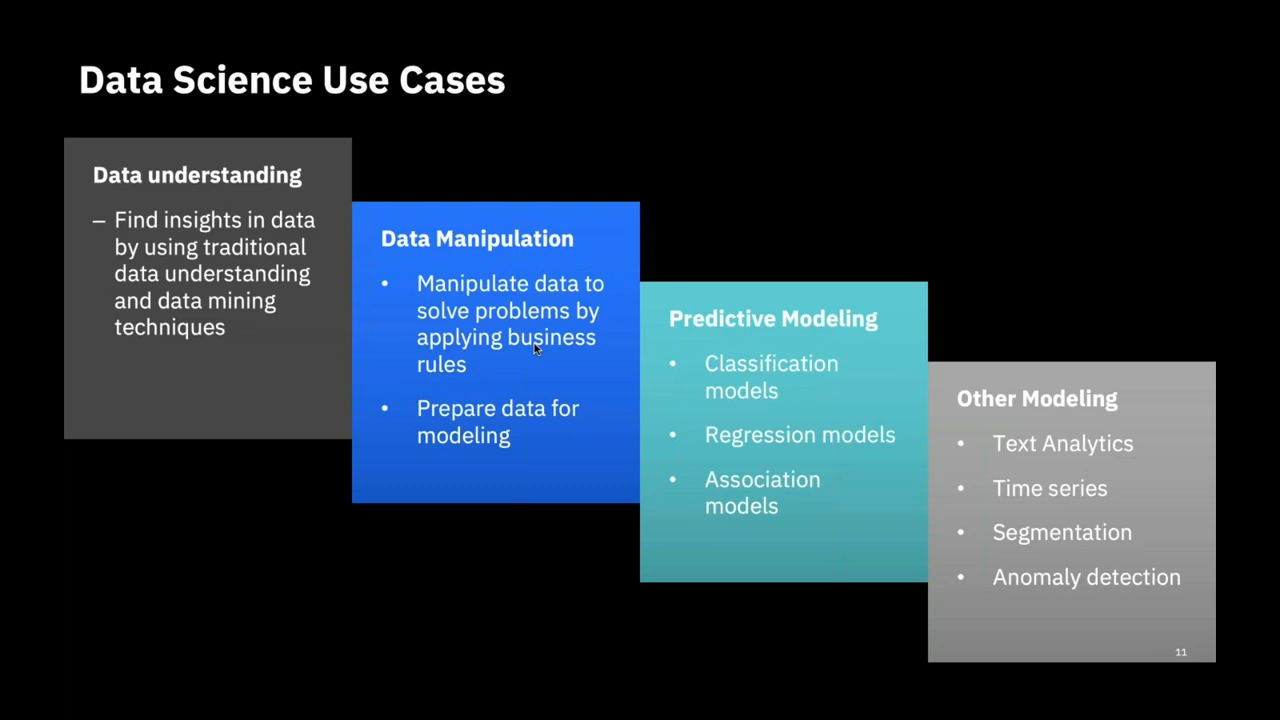 Data Science Use Cases
Data understanding
– Find insights in data
by using traditional
data understanding
and data mining
techniques
Data Manipulation
• Manipulate data to
solve problems by
applying business
rules
• Prepare data for
modeling
Predictive Modeling
• Classification
models
• Regression models
• Association
models
Other Modeling
• Text Analytics
• Time series
• Segmentation
• Anomaly detection
11